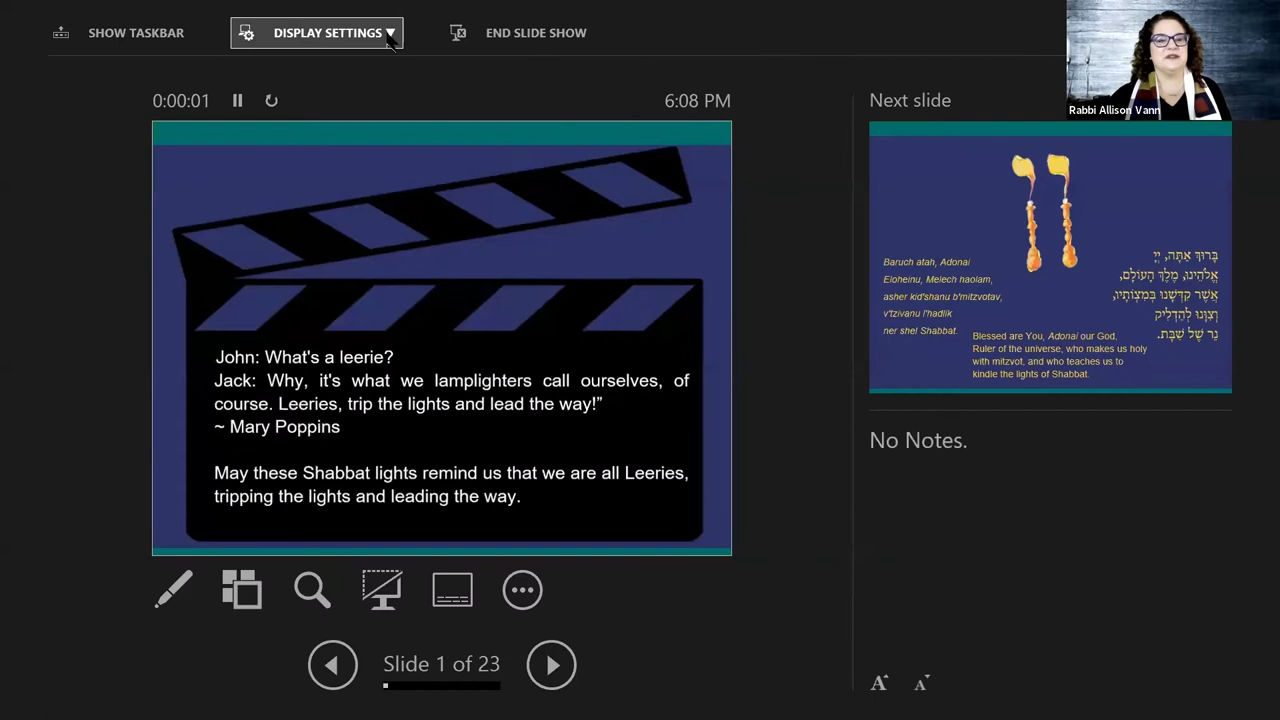 SHOW TASKBAR
DISPLAY SETTINGS ▼
END SLIDE SHOW
Rabbi Allison Vann
0:00:01
6:08 PM
Next slide
John: What's a leerie?
Jack: Why, it's what we lamplighters call ourselves, of
course. Leeries, trip the lights and lead the way!”
~ Mary Poppins
May these Shabbat lights remind us that we are all Leeries,
tripping the lights and leading the way.
Baruch atah, Adonai
Eloheinu, Melech haolam,
asher kid'shanu b'mitzvotav,
v'tzivanu l'hadlik
ner shel Shabbat.
בָּרוּךְ אַתָּה, יְיָ
אֱלֹהֵינוּ, מֶלֶךְ הָעוֹלָם,
אֲשֶׁר קִדְּשָׁנוּ בְּמִצְוֹתָיו,
וְצִוָּנוּ לְהַדְלִיק
נֵר שֶׁל שַׁבָּת.
Blessed are You, Adonai our God,
Ruler of the universe, who makes us holy
with mitzvot, and who teaches us to
kindle the lights of Shabbat.
No Notes.
Slide 1 of 23
A A